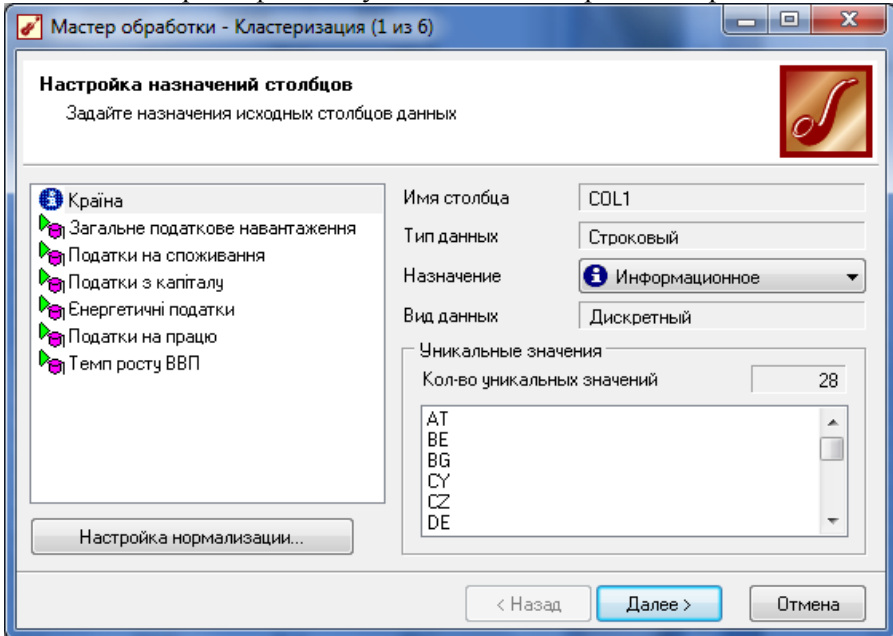 Мастер обработки - Кластеризация (1 из 6)
Настройка назначений столбцов
Задайте назначения исходных столбцов данных
Країна
Загальне податкове навантаження
Податки на споживання
Податки з капіталу
Енергетичні податки
Податки на працю
Темп росту ВВП
Настройка нормализации...
Имя столбца COL1
Тип данных Строковый
Назначение Информационное
Вид данных Дискретный
Уникальные значения
Кол-во уникальных значений 28
AT
BE
BG
CY
CZ
DE
< Назад Далее > Отмена